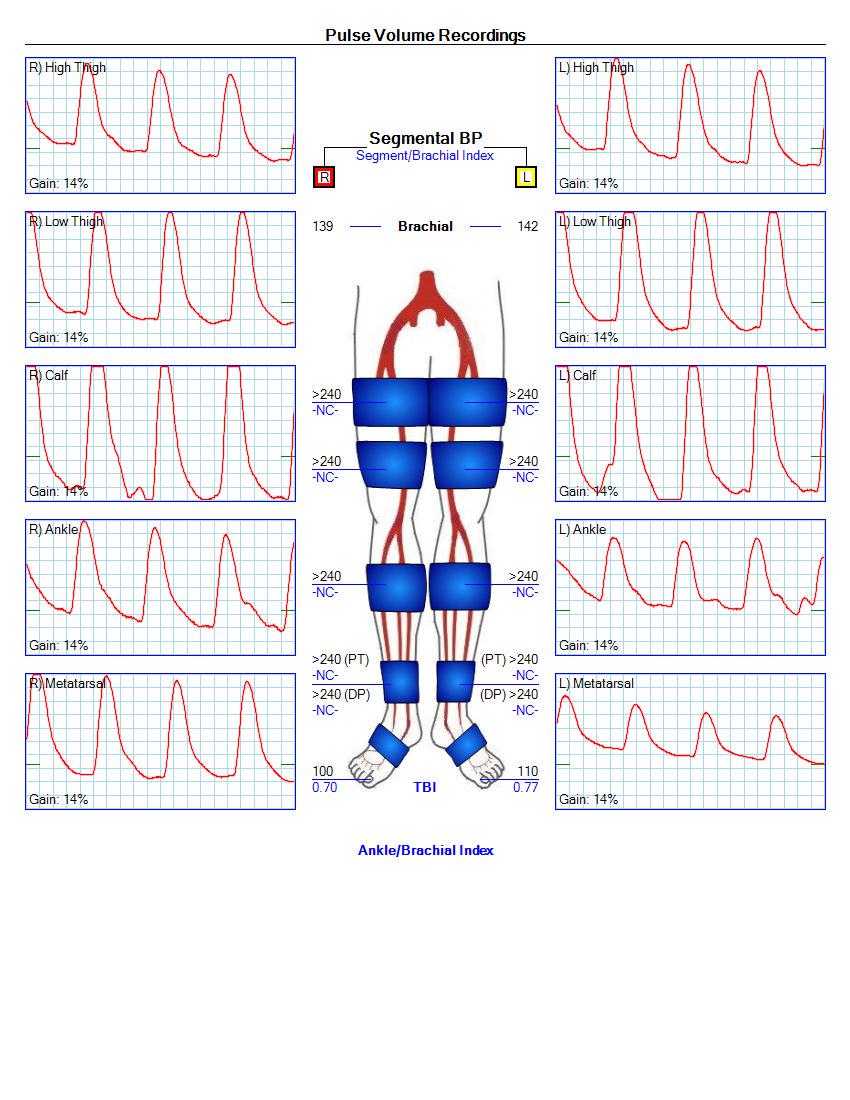 Pulse Volume Recordings
R) High Thigh
Gain: 14%
L) High Thigh
Gain: 14%
Segmental BP
Segment/Brachial Index
R
L
R) Low Thigh
Gain: 14%
139 Brachial 142
L) Low Thigh
Gain: 14%
R) Calf
Gain: 14%
>240
-NC-
>240
-NC-
L) Calf
Gain: 14%
>240
-NC-
>240
-NC-
R) Ankle
Gain: 14%
>240
-NC-
>240
-NC-
L) Ankle
Gain: 14%
>240 (PT)
-NC-
>240 (DP)
-NC-
(PT) >240
-NC-
(DP) >240
-NC-
R) Metatarsal
Gain: 14%
L) Metatarsal
Gain: 14%
100 110
0.70 TBI 0.77
Ankle/Brachial Index